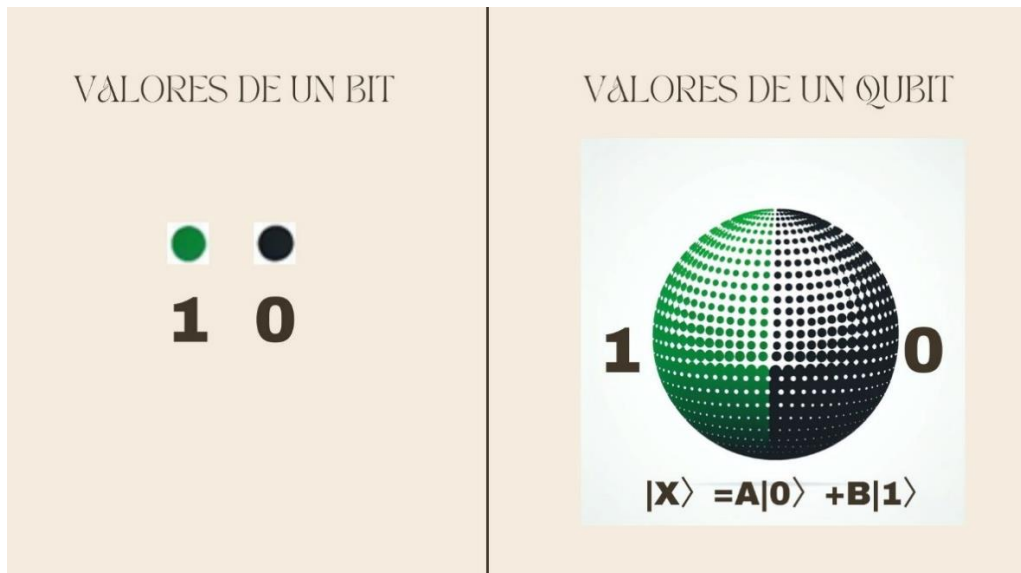 VALORES DE UN BIT
1 0
VALORES DE UN QUBIT
1 0
|X⟩ =A|0⟩ +B|1⟩